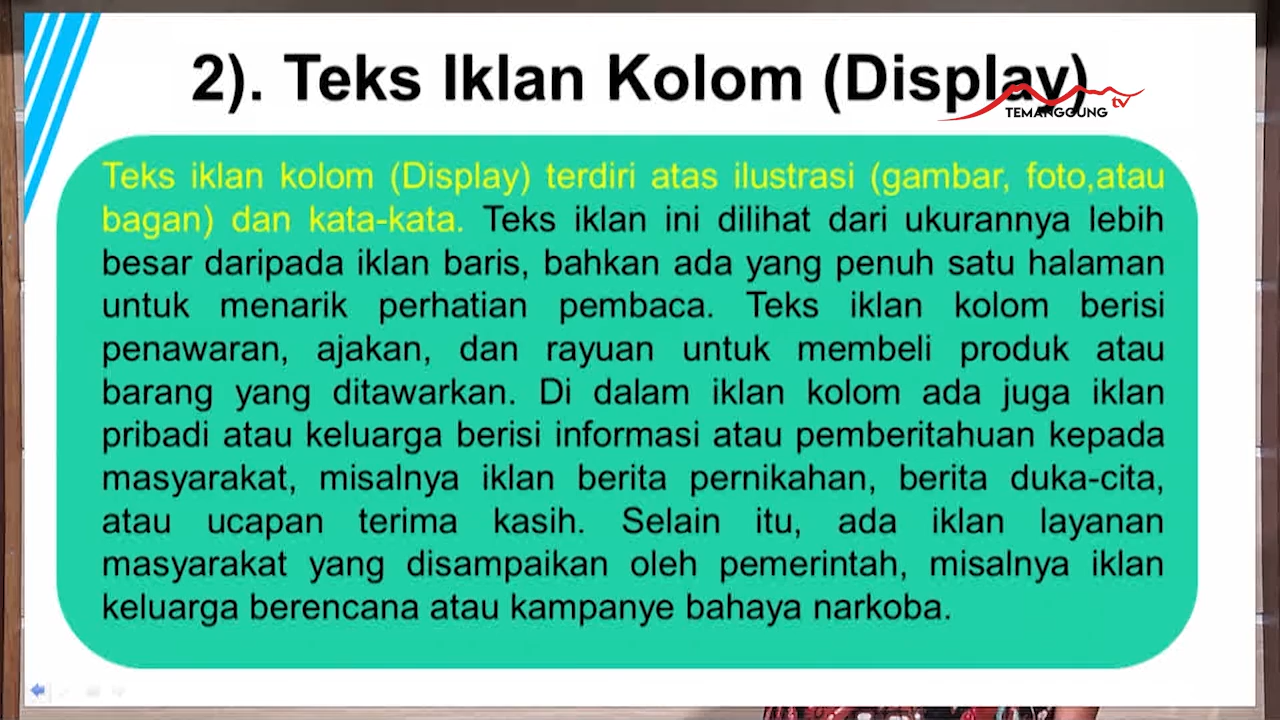 2). Teks Iklan Kolom (Display)
TEMANGGUNG tv
Teks iklan kolom (Display) terdiri atas ilustrasi (gambar, foto,atau
bagan) dan kata-kata. Teks iklan ini dilihat dari ukurannya lebih
besar daripada iklan baris, bahkan ada yang penuh satu halaman
untuk menarik perhatian pembaca. Teks iklan kolom berisi
penawaran, ajakan, dan rayuan untuk membeli produk atau
barang yang ditawarkan. Di dalam iklan kolom ada juga iklan
pribadi atau keluarga berisi informasi atau pemberitahuan kepada
masyarakat, misalnya iklan berita pernikahan, berita duka-cita,
atau ucapan terima kasih. Selain itu, ada iklan layanan
masyarakat yang disampaikan oleh pemerintah, misalnya iklan
keluarga berencana atau kampanye bahaya narkoba.